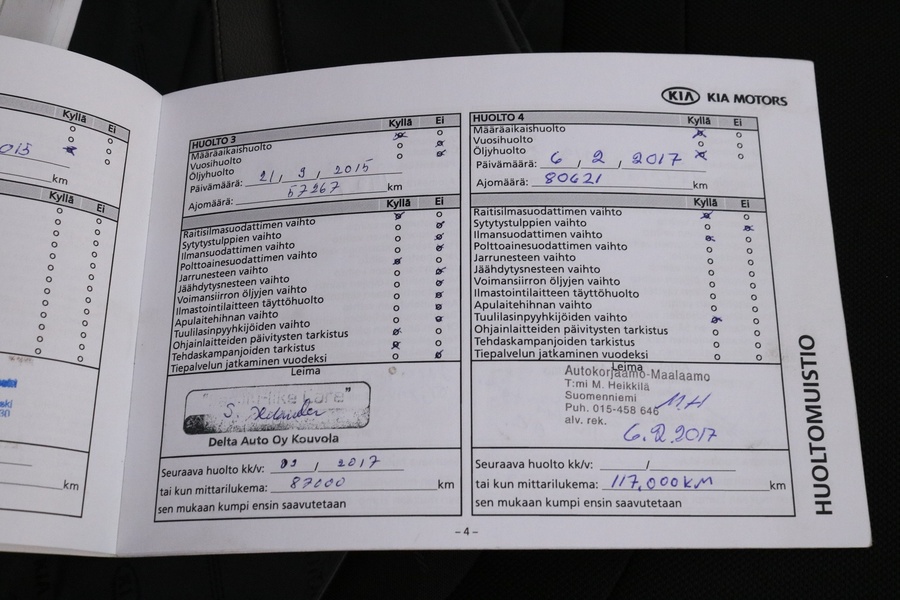 Kyllä Ei
015
km
Kyllä Ei
km
KIA KIA MOTORS
HUOLTO 3 Kyllä Ei
Määräaikaishuolto
Vuosihuolto
Öljyhuolto
Päivämäärä: 21, 9, 2015
Ajomäärä: 57267 km
Kyllä Ei
Raitisilmasuodattimen vaihto
Sytytystulppien vaihto
Ilmansuodattimen vaihto
Polttoainesuodattimen vaihto
Jarrunesteen vaihto
Jäähdytysnesteen vaihto
Voimansiirron öljyjen vaihto
Ilmastointilaitteen täyttöhuolto
Apulaitehihnan vaihto
Tuulilasinpyyhkijöiden vaihto
Ohjainlaitteiden päivitysten tarkistus
Tehdaskampanjoiden tarkistus
Tiepalvelun jatkaminen vuodeksi
Leima
Delta Auto Oy Kouvola
Seuraava huolto kk/v: 09 / 2017
tai kun mittarilukema: 87000 km
sen mukaan kumpi ensin saavutetaan
HUOLTO 4 Kyllä Ei
Määräaikaishuolto
Vuosihuolto
Öljyhuolto
Päivämäärä: 6, 2, 2017
Ajomäärä: 80621 km
Kyllä Ei
Raitisilmasuodattimen vaihto
Sytytystulppien vaihto
Ilmansuodattimen vaihto
Polttoainesuodattimen vaihto
Jarrunesteen vaihto
Jäähdytysnesteen vaihto
Voimansiirron öljyjen vaihto
Ilmastointilaitteen täyttöhuolto
Apulaitehihnan vaihto
Tuulilasinpyyhkijöiden vaihto
Ohjainlaitteiden päivitysten tarkistus
Tehdaskampanjoiden tarkistus
Tiepalvelun jatkaminen vuodeksi
Leima
Autokorjaamo-Maalaamo
T:mi M. Heikkilä
Suomenniemi
Puh. 015-458 646 MH
alv. rek.
6.2.2017
Seuraava huolto kk/v: /
tai kun mittarilukema: 117.000KM km
sen mukaan kumpi ensin saavutetaan
- 4 -
HUOLTOMUISTIO